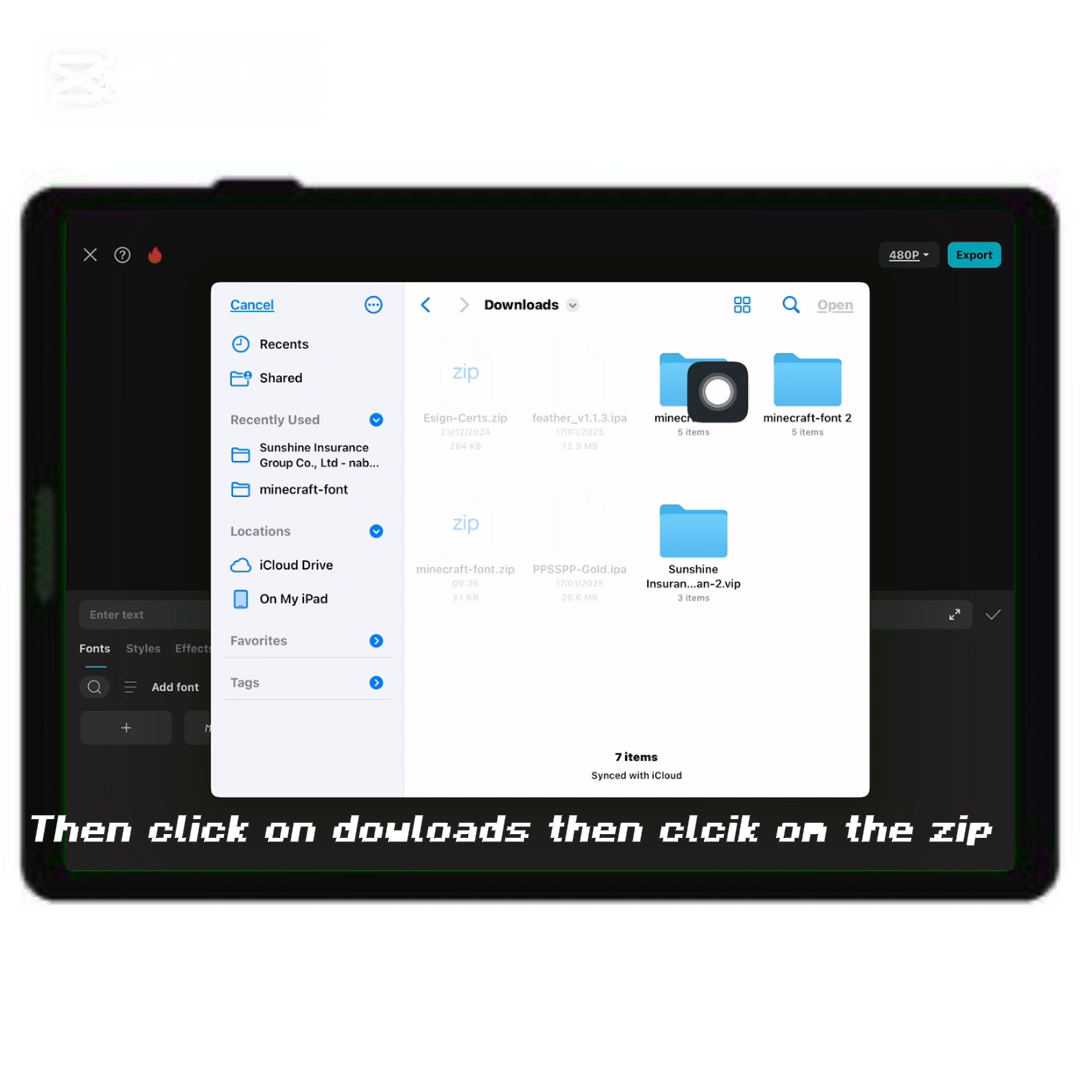 480P
Export
Cancel
Downloads
Open
Recents
Shared
Recently Used
Sunshine Insurance
Group Co., Ltd - nab...
minecraft-font
Locations
iCloud Drive
On My iPad
Favorites
Tags
zip
Esign-Certs.zip
23/12/2024
264 KB
feather_v1.1.3.ipa
17/01/2025
12.5 MB
5 items
minecraft-font 2
5 items
zip
minecraft-font.zip
09:36
31 KB
PPSSPP-Gold.ipa
17/01/2025
20.6 MB
Sunshine
Insuran...an-2.vip
3 items
7 items
Synced with iCloud
Enter text
Fonts Styles Effects
Add font
Then click on dowloads then clcik on the zip